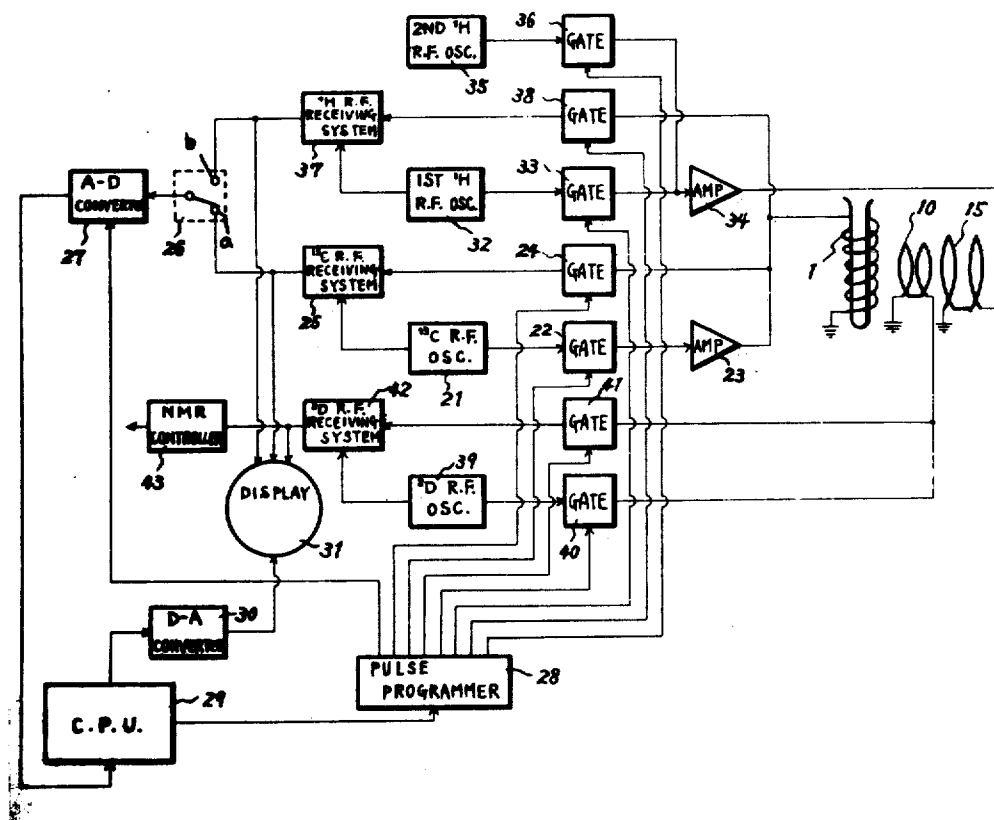 2ND ¹H
R.F. OSC.
35
36
GATE
¹H R.F.
RECEIVING
SYSTEM
37
38
GATE
b
a
26
A-D
CONVERTER
27
1ST ¹H
R.F. OSC.
32
33
GATE
AMP
34
1
10
15
¹³C R.F.
RECEIVING
SYSTEM
25
24
GATE
¹³C R.F.
OSC.
21
22
GATE
AMP
23
42
²D R.F.
RECEIVING
SYSTEM
41
GATE
NMR
CONTROLLER
43
39
²D R.F.
OSC.
GATE
40
DISPLAY
31
D-A
CONVERTER
30
PULSE
PROGRAMMER
28
C.P.U.
29